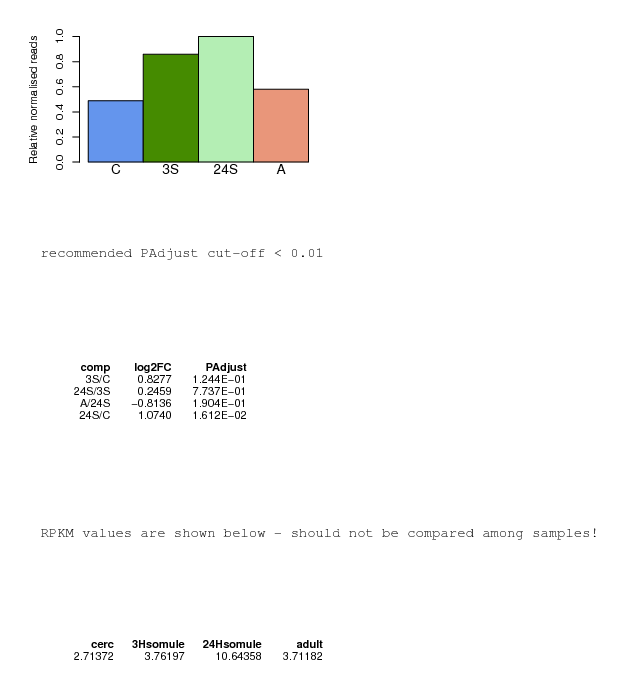 Relative normalised reads
1.0
0.8
0.6
0.4
0.2
0.0
C 3S 24S A
recommended PAdjust cut-off < 0.01
comp log2FC PAdjust
3S/C 0.8277 1.244E−01
24S/3S 0.2459 7.737E−01
A/24S −0.8136 1.904E−01
24S/C 1.0740 1.612E−02
RPKM values are shown below - should not be compared among samples!
cerc 3Hsomule 24Hsomule adult
2.71372 3.76197 10.64358 3.71182